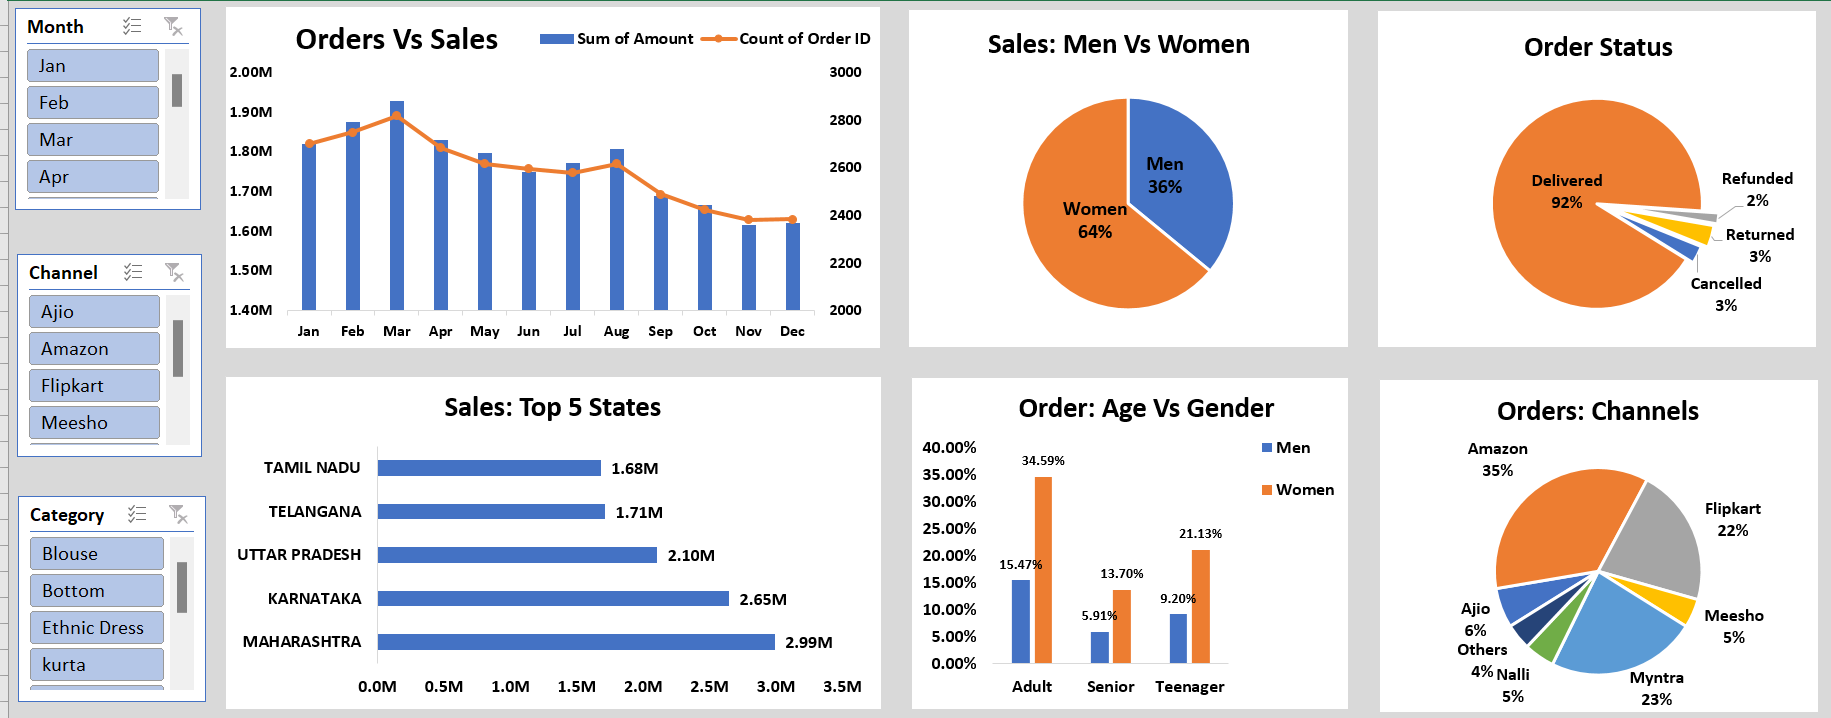 Month
Jan
Feb
Mar
Apr
Channel
Ajio
Amazon
Flipkart
Meesho
Category
Blouse
Bottom
Ethnic Dress
kurta
Orders Vs Sales
Sum of Amount
Count of Order ID
2.00M
1.90M
1.80M
1.70M
1.60M
1.50M
1.40M
3000
2800
2600
2400
2200
2000
Jan Feb Mar Apr May Jun Jul Aug Sep Oct Nov Dec
Sales: Men Vs Women
Men
36%
Women
64%
Order Status
Delivered
92%
Refunded
2%
Returned
3%
Cancelled
3%
Sales: Top 5 States
TAMIL NADU 1.68M
TELANGANA 1.71M
UTTAR PRADESH 2.10M
KARNATAKA 2.65M
MAHARASHTRA 2.99M
0.0M 0.5M 1.0M 1.5M 2.0M 2.5M 3.0M 3.5M
Order: Age Vs Gender
Men
Women
40.00%
35.00%
30.00%
25.00%
20.00%
15.00%
10.00%
5.00%
0.00%
34.59%
15.47%
13.70%
5.91%
21.13%
9.20%
Adult Senior Teenager
Orders: Channels
Amazon
35%
Flipkart
22%
Meesho
5%
Myntra
23%
Nalli
5%
Others
4%
Ajio
6%